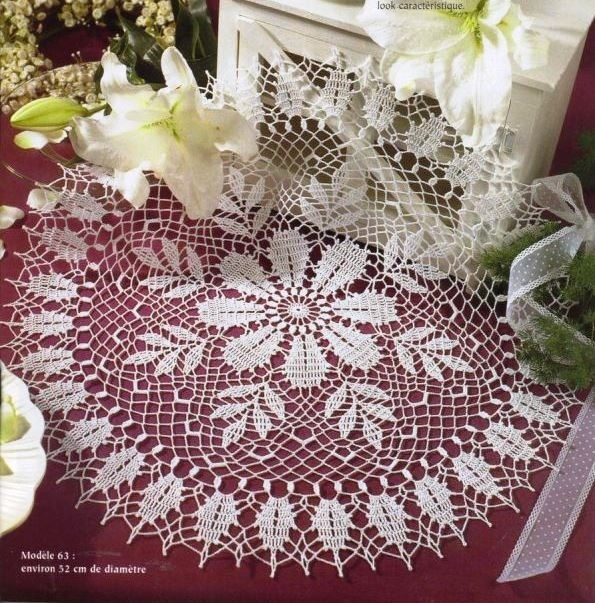 look caractéristique.
Modèle 63 :
environ 52 cm de diamètre